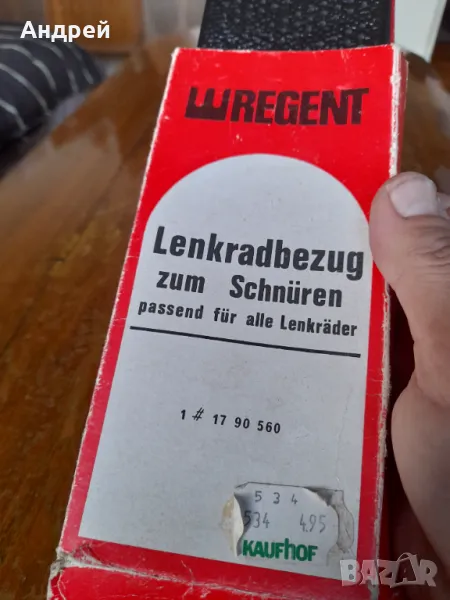 Андрей
REGENT
Lenkradbezug
zum Schnüren
passend für alle Lenkräder
1 # 17 90 560
5 3 4
534 4.95
KAUFHOF
BAZAR